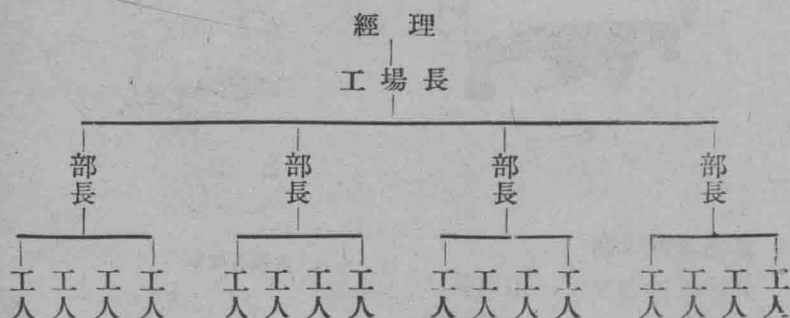 經理
工場長
部長 部長 部長 部長
工人 工人 工人 工人 工人 工人 工人 工人 工人 工人 工人 工人 工人 工人 工人 工人